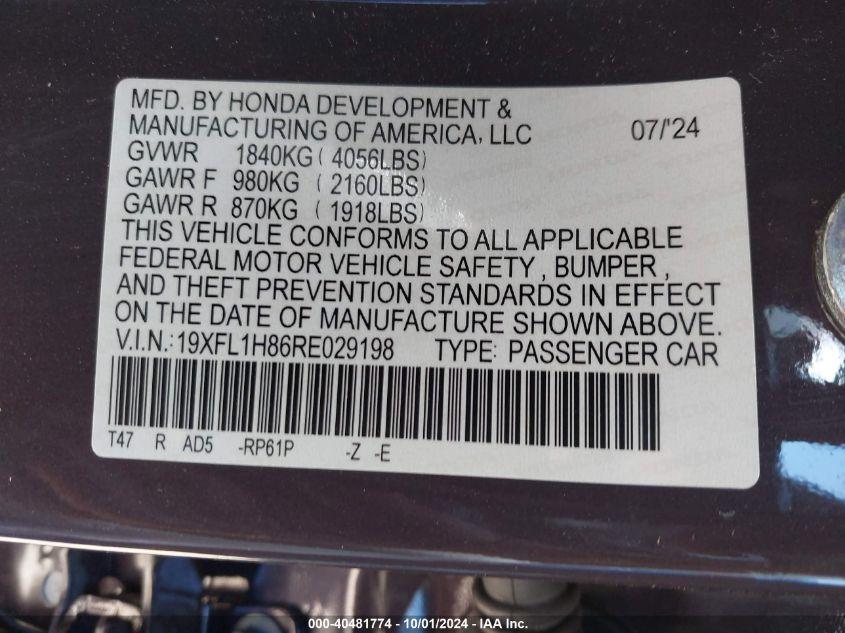 MFD. BY HONDA DEVELOPMENT &
MANUFACTURING OF AMERICA, LLC 07/'24
GVWR 1840KG ( 4056LBS)
GAWR F 980KG ( 2160LBS)
GAWR R 870KG ( 1918LBS)
THIS VEHICLE CONFORMS TO ALL APPLICABLE
FEDERAL MOTOR VEHICLE SAFETY , BUMPER ,
AND THEFT PREVENTION STANDARDS IN EFFECT
ON THE DATE OF MANUFACTURE SHOWN ABOVE.
V.I.N.:19XFL1H86RE029198 TYPE: PASSENGER CAR
T47 R AD5 -RP61P -Z -E
000-40481774 - 10/01/2024 - IAA Inc.